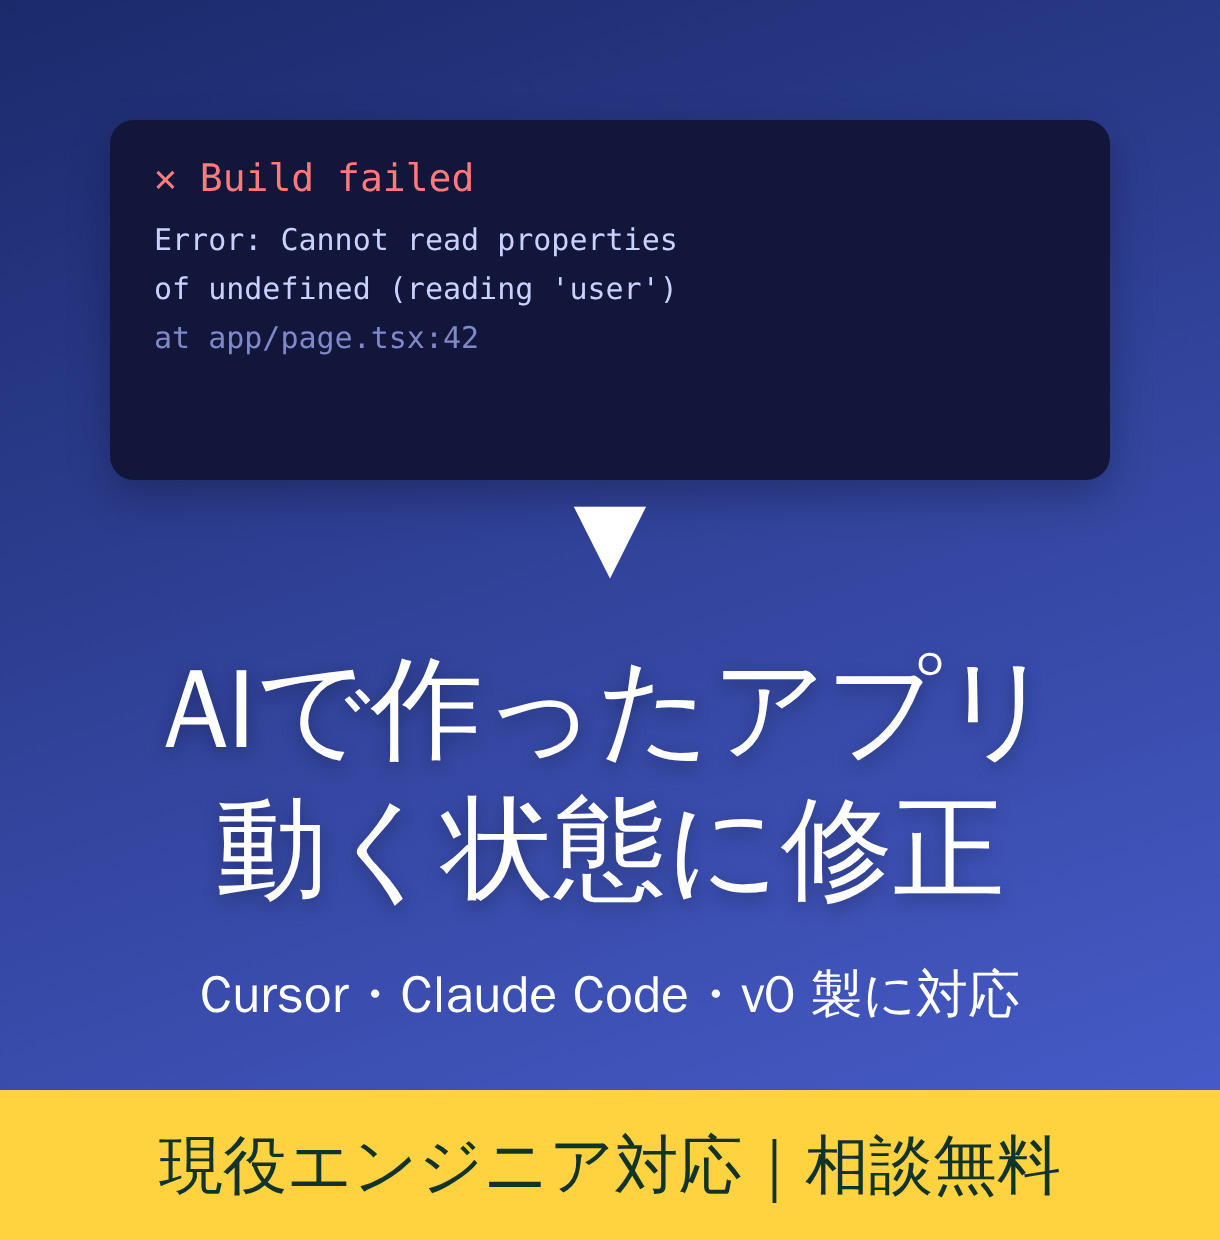 × Build failed
Error: Cannot read properties
of undefined (reading 'user')
at app/page.tsx:42
AIで作ったアプリ
動く状態に修正
Cursor・Claude Code・v0 製に対応
現役エンジニア対応｜相談無料